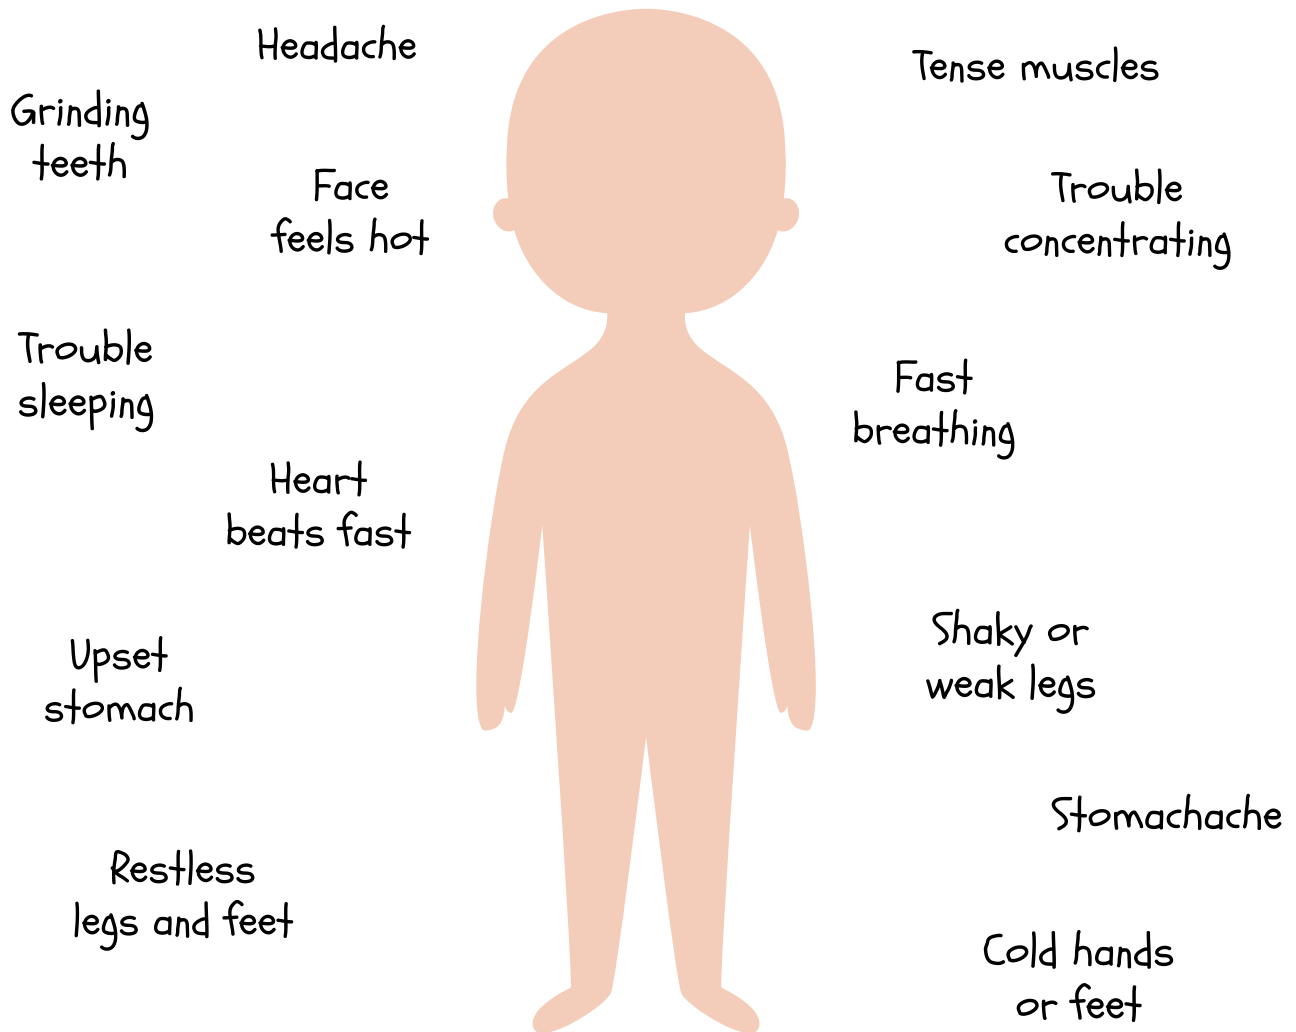 Headache
Grinding
teeth
Face
feels hot
Trouble
sleeping
Heart
beats fast
Upset
stomach
Restless
legs and feet
Tense muscles
Trouble
concentrating
Fast
breathing
Shaky or
weak legs
Stomachache
Cold hands
or feet